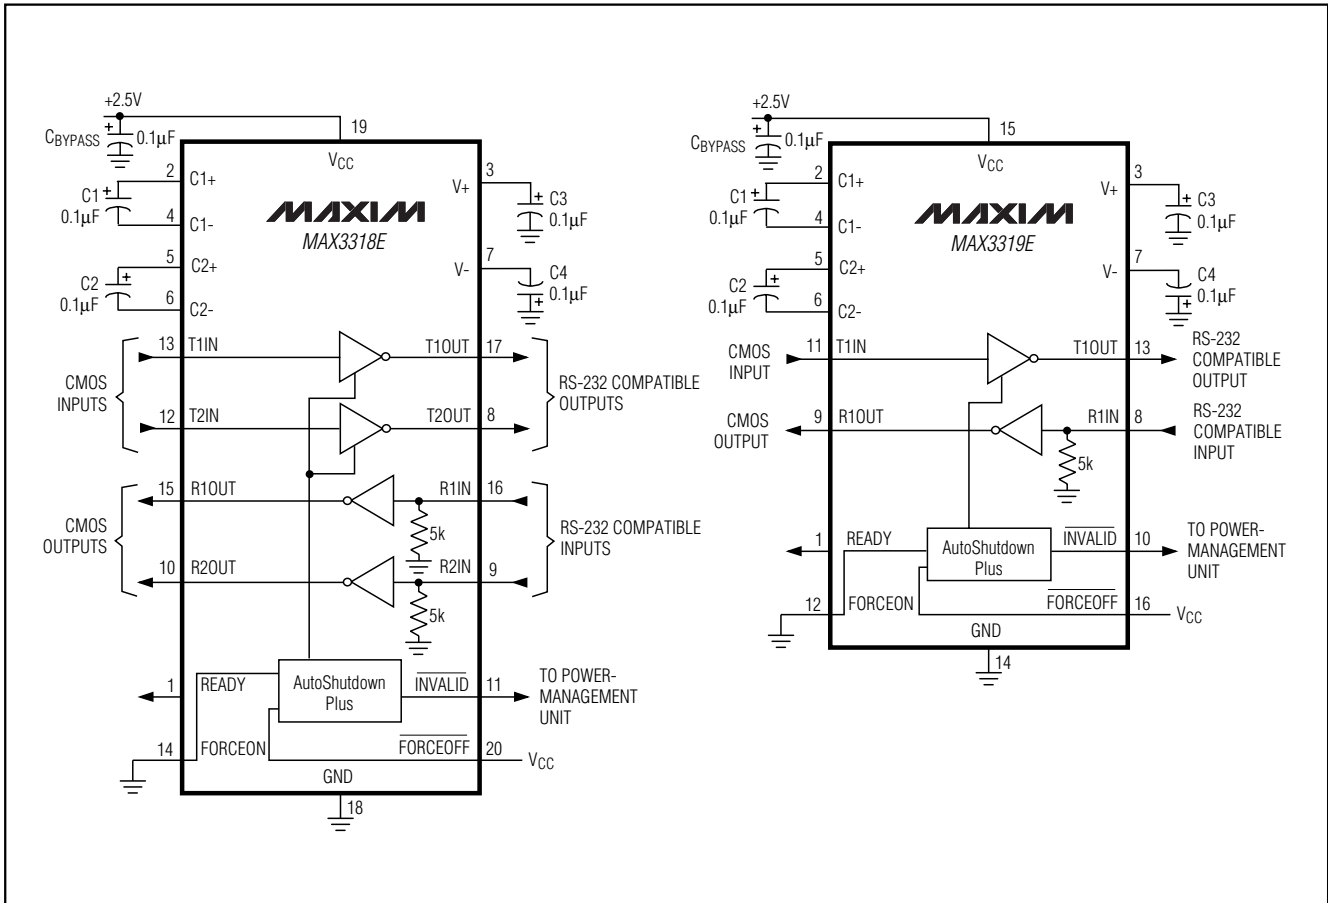 +2.5V
CBYPASS
+
0.1µF
19
VCC
2
C1+
C1
+
0.1µF
4
C1-
5
C2+
C2
+
0.1µF
6
C2-
3
V+
+
C3
0.1µF
7
V-
C4
0.1µF
+
MAXIM
MAX3318E
13
T1IN
T1OUT
17
CMOS
INPUTS
12
T2IN
T2OUT
8
RS-232 COMPATIBLE
OUTPUTS
15
R1OUT
R1IN
16
5k
CMOS
OUTPUTS
RS-232 COMPATIBLE
INPUTS
10
R2OUT
R2IN
9
5k
1
READY
AutoShutdown
Plus
INVALID
11
TO POWER-
MANAGEMENT
UNIT
14
FORCEON
FORCEOFF
20
VCC
GND
18
+2.5V
CBYPASS
+
0.1µF
15
VCC
2
C1+
C1
+
0.1µF
4
C1-
5
C2+
C2
+
0.1µF
6
C2-
3
V+
+
C3
0.1µF
7
V-
C4
0.1µF
+
MAXIM
MAX3319E
CMOS
INPUT
11
T1IN
T1OUT
13
RS-232
COMPATIBLE
OUTPUT
CMOS
OUTPUT
9
R1OUT
R1IN
8
RS-232
COMPATIBLE
INPUT
5k
1
READY
AutoShutdown
Plus
INVALID
10
TO POWER-
MANAGEMENT
UNIT
12
FORCEON
FORCEOFF
16
VCC
GND
14